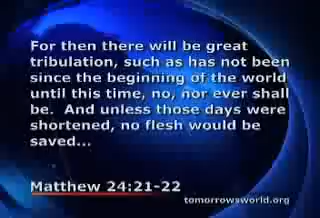 For then there will be great
tribulation, such as has not been
since the beginning of the world
until this time, no, nor ever shall
be.  And unless those days were
shortened, no flesh would be
saved...
Matthew 24:21-22
tomorrowsworld.org